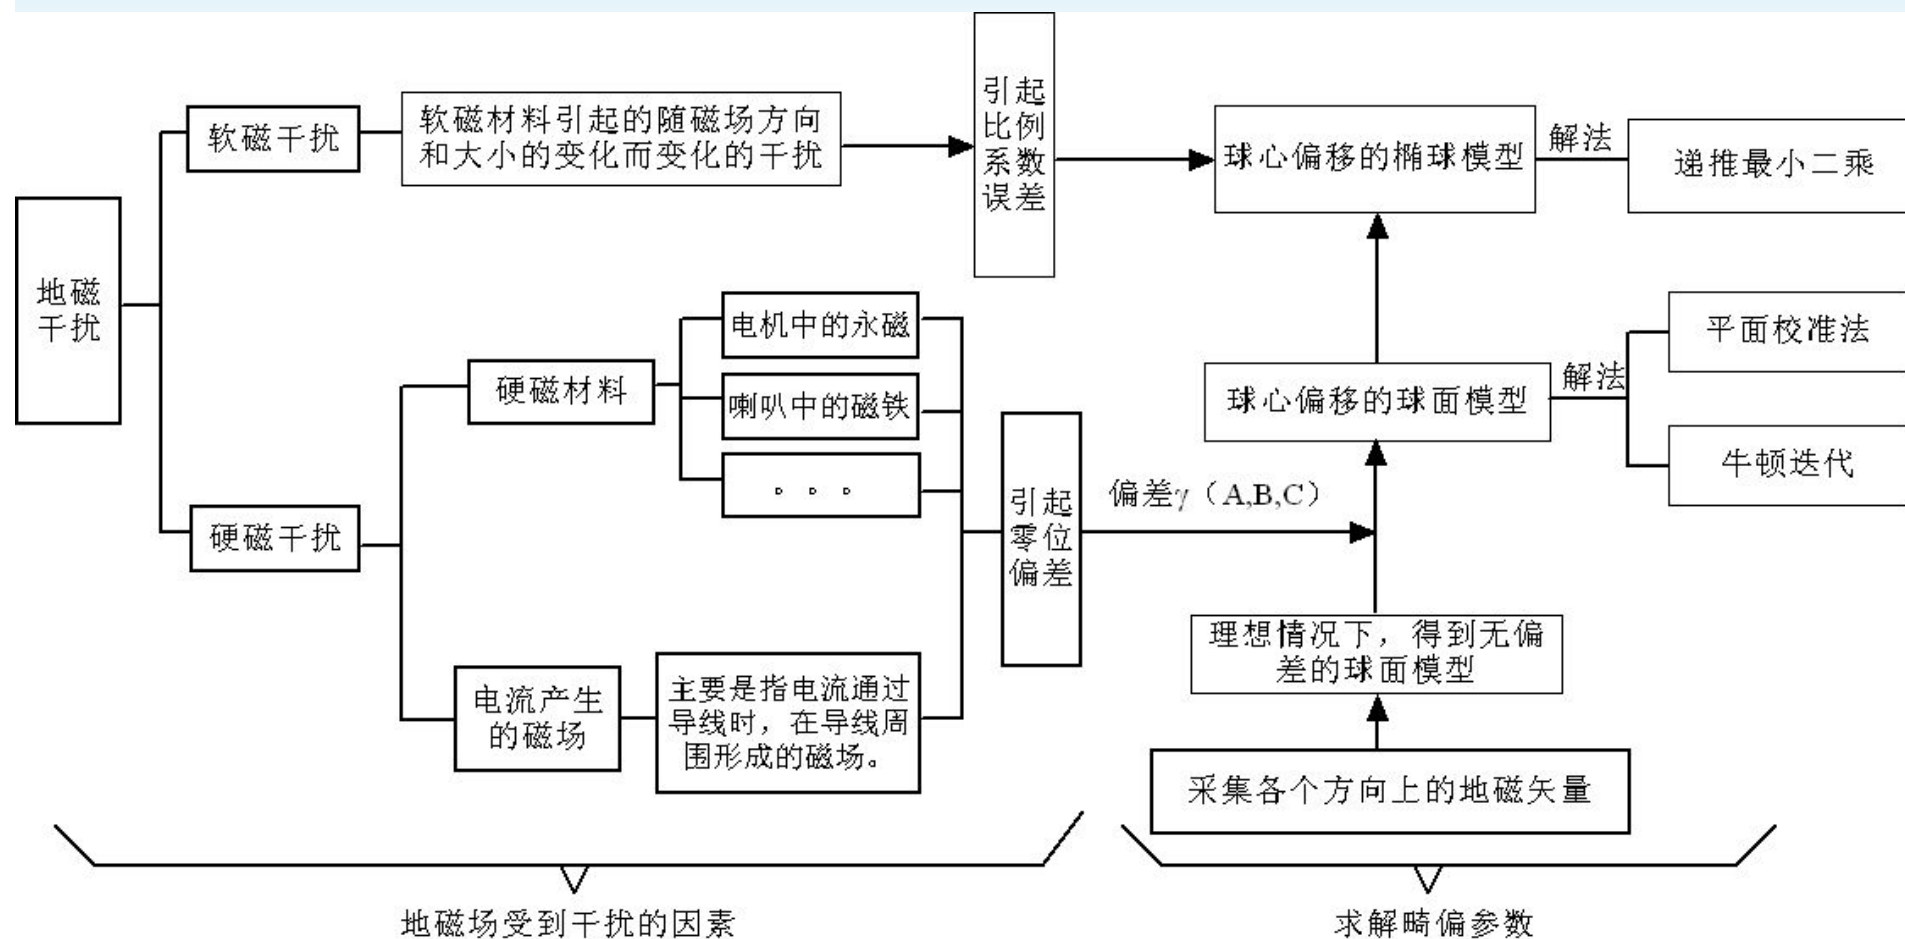 地磁
干扰
软磁干扰
软磁材料引起的随磁场方向
和大小的变化而变化的干扰
引起
比例
系数
误差
球心偏移的椭球模型
解法
递推最小二乘
硬磁干扰
硬磁材料
电机中的永磁
喇叭中的磁铁
。。。
电流产生
的磁场
主要是指电流通过
导线时，在导线周
围形成的磁场。
引起
零位
偏差
偏差γ（A,B,C）
球心偏移的球面模型
解法
平面校准法
牛顿迭代
理想情况下，得到无偏
差的球面模型
采集各个方向上的地磁矢量
地磁场受到干扰的因素
求解畸偏参数